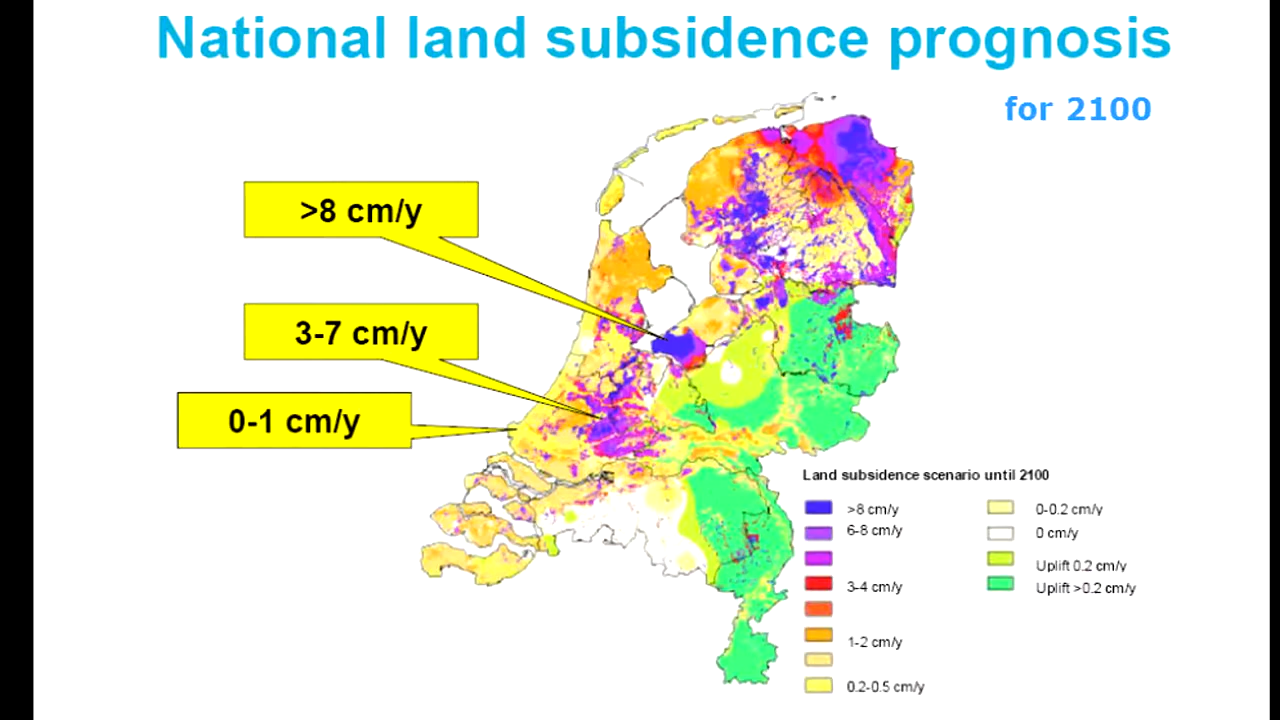 National land subsidence prognosis
for 2100
>8 cm/y
3-7 cm/y
0-1 cm/y
Land subsidence scenario until 2100
>8 cm/y
6-8 cm/y
3-4 cm/y
1-2 cm/y
0.2-0.5 cm/y
0-0.2 cm/y
0 cm/y
Uplift 0.2 cm/y
Uplift >0.2 cm/y